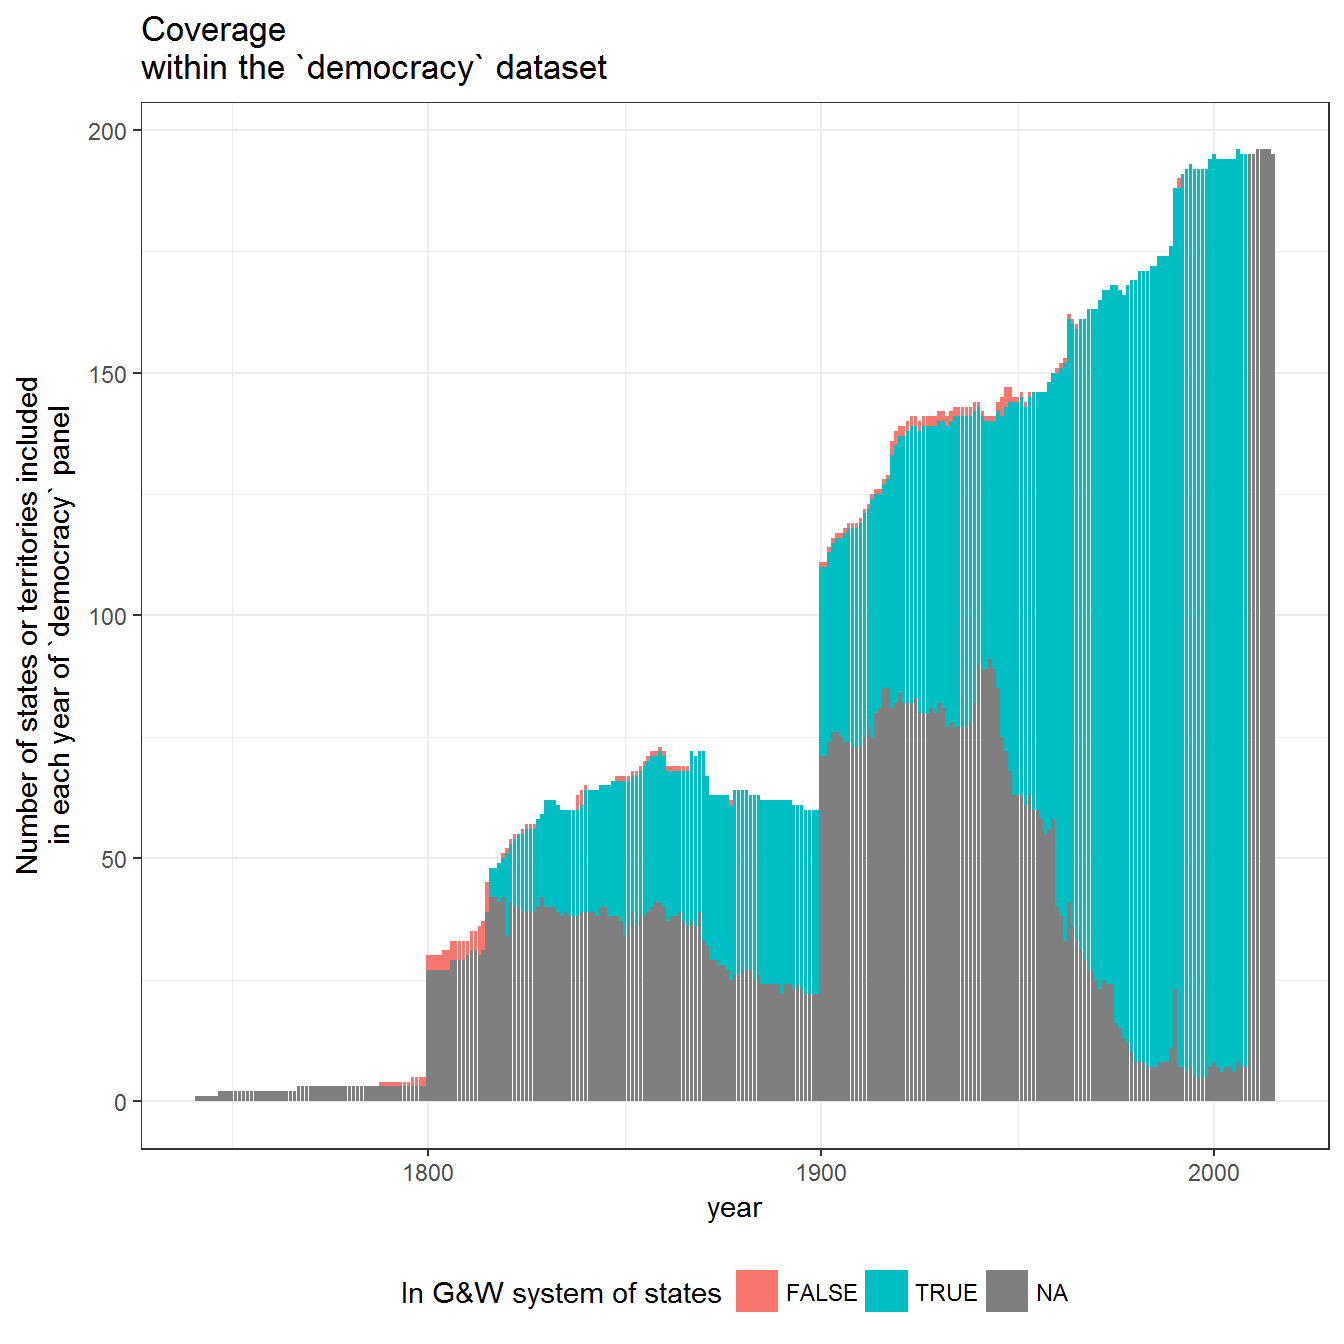 Coverage
within the `democracy` dataset
Number of states or territories included
in each year of `democracy` panel
200
150
100
50
0
1800 1900 2000
year
In G&W system of states FALSE TRUE NA